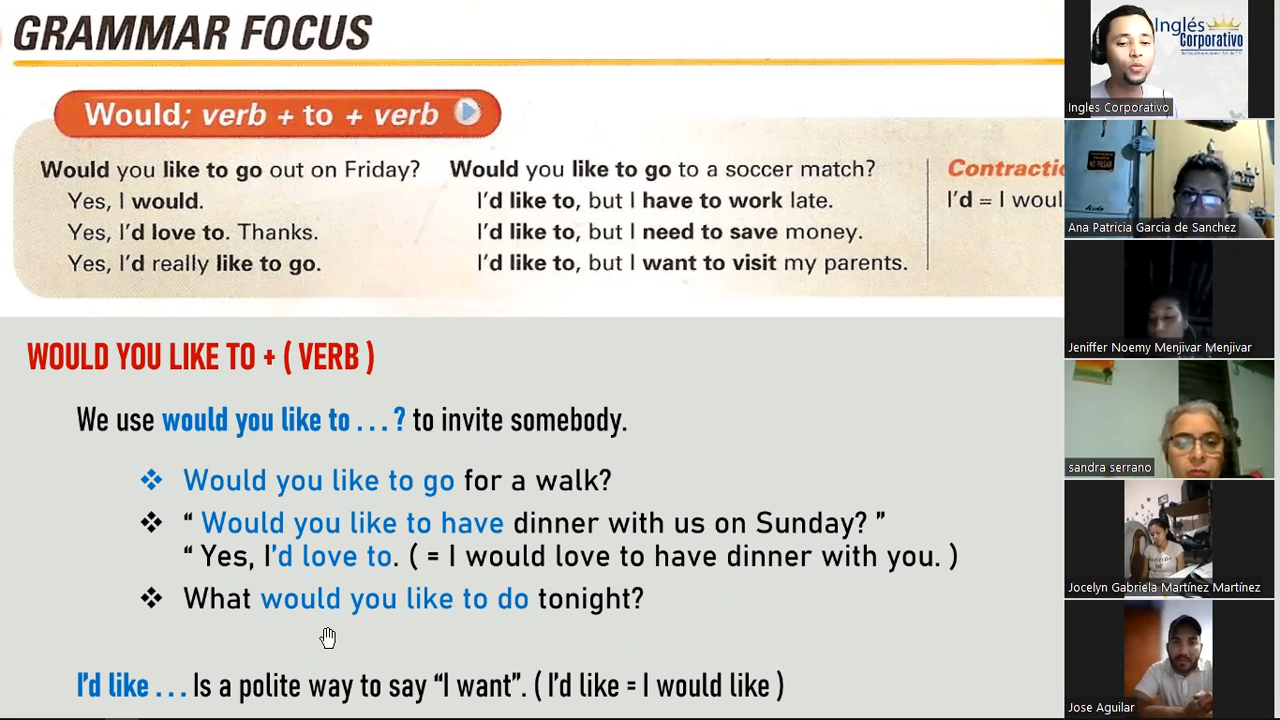 GRAMMAR FOCUS
Would; verb + to + verb
Would you like to go out on Friday?
Yes, I would.
Yes, I'd love to. Thanks.
Yes, I'd really like to go.
Would you like to go to a soccer match?
I'd like to, but I have to work late.
I'd like to, but I need to save money.
I'd like to, but I want to visit my parents.
Contractio
I'd = I woul
WOULD YOU LIKE TO + ( VERB )
We use would you like to . . . ? to invite somebody.
❖ Would you like to go for a walk?
❖ “ Would you like to have dinner with us on Sunday? ”
“ Yes, I’d love to. ( = I would love to have dinner with you. )
❖ What would you like to do tonight?
I’d like . . . Is a polite way to say “I want”. ( I’d like = I would like )
Inglés
Corporativo
Ingles Corporativo
Ana Patricia Garcia de Sanchez
Jeniffer Noemy Menjivar Menjivar
sandra serrano
Jocelyn Gabriela Martínez Martínez
Jose Aguilar